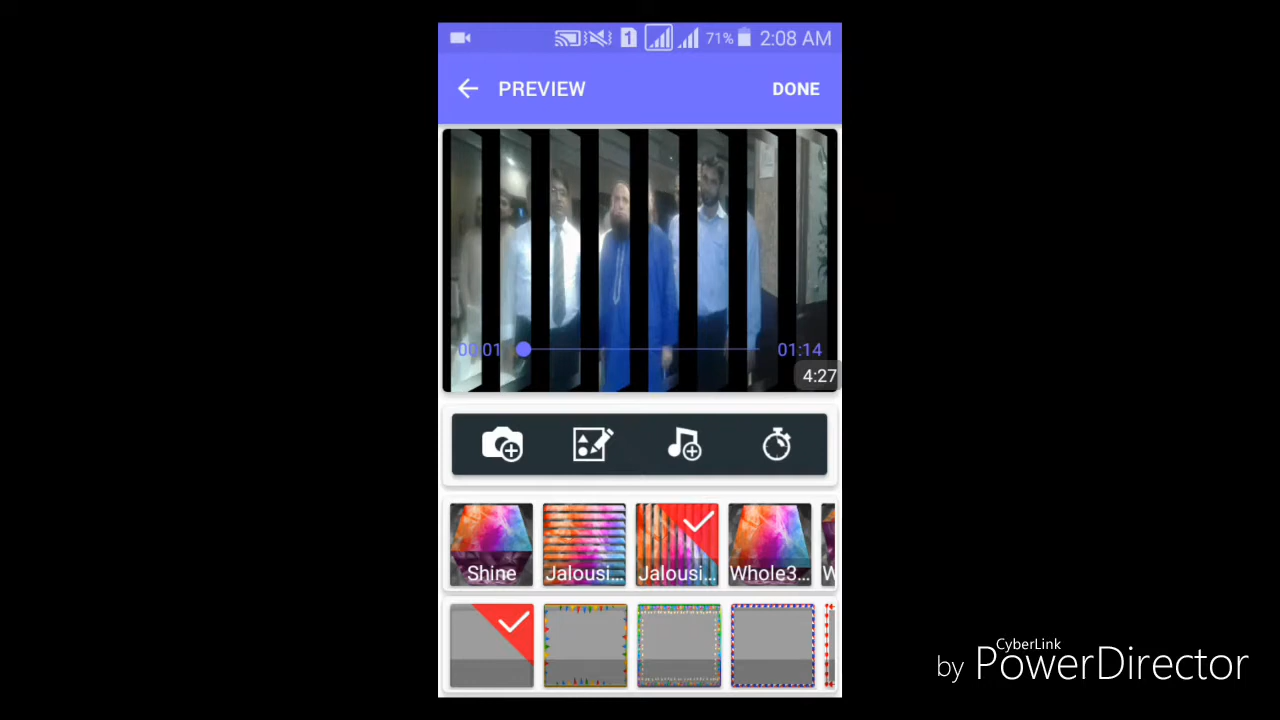 1 71% 2:08 AM
PREVIEW DONE
00:01 01:14
4:27
Shine Jalousi... Jalousi... Whole3... W
CyberLink
by PowerDirector